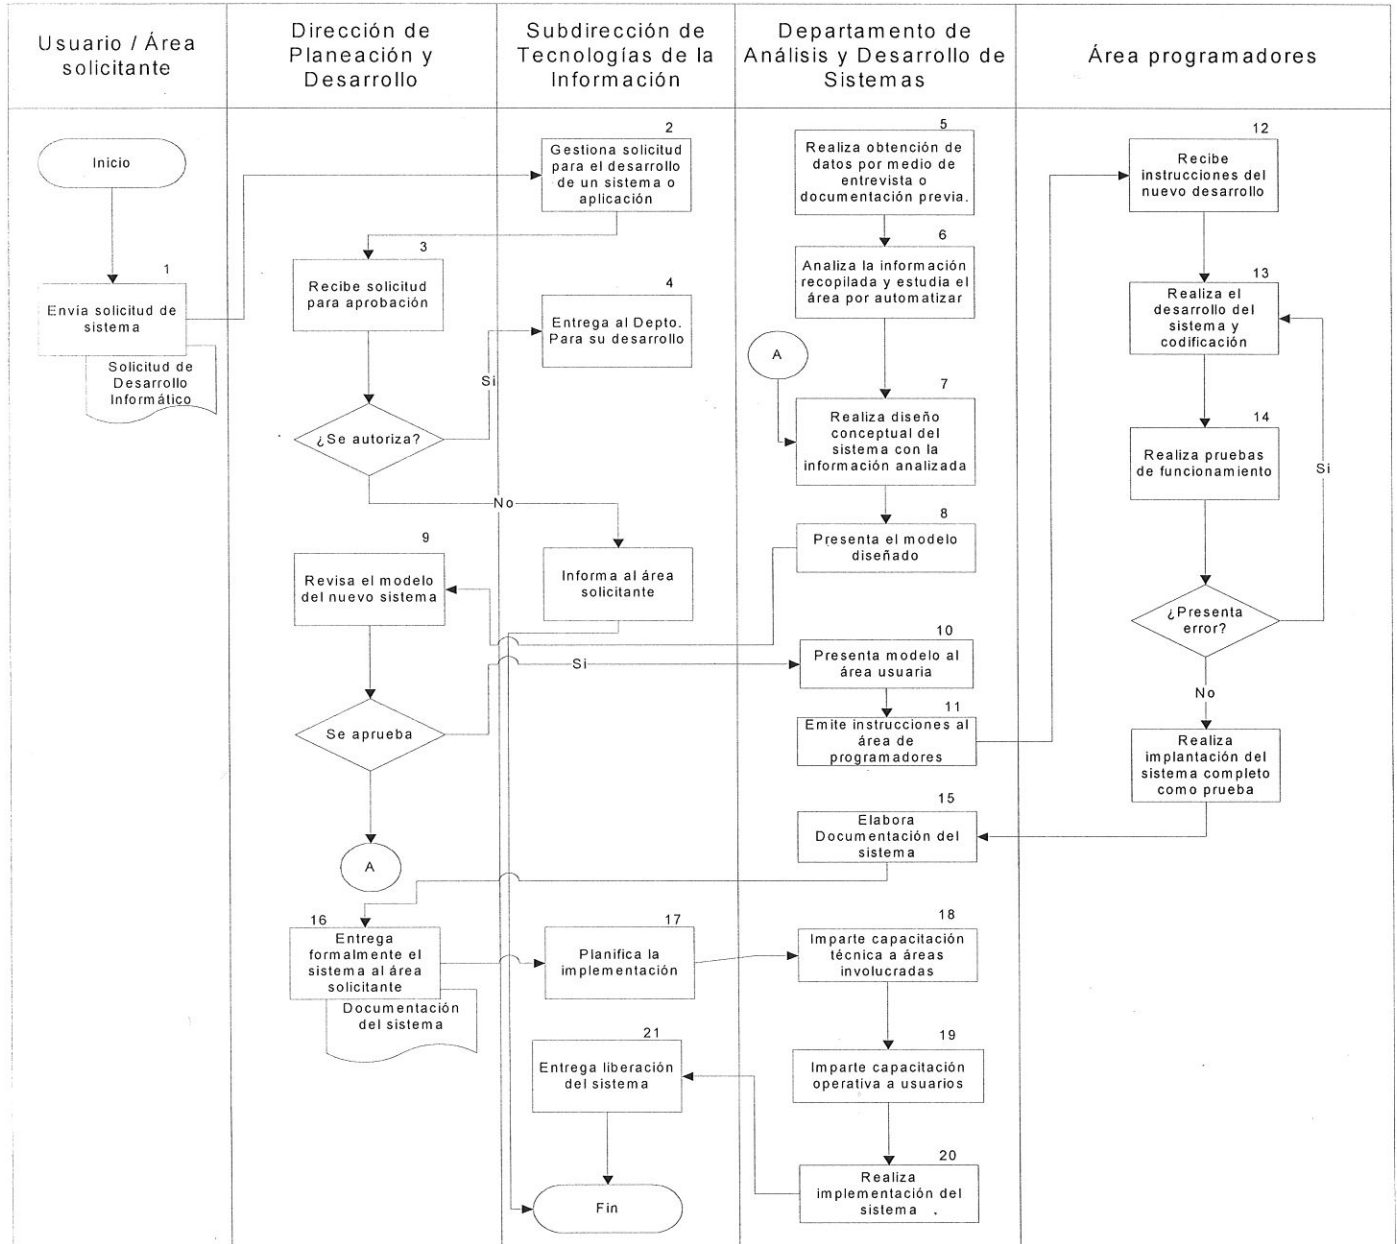 Usuario / Área
solicitante
Dirección de
Planeación y
Desarrollo
Subdirección de
Tecnologías de la
Información
Departamento de
Análisis y Desarrollo de
Sistemas
Área programadores
Inicio
1
Envía solicitud de
sistema
Solicitud de
Desarrollo
Informático
2
Gestiona solicitud
para el desarrollo
de un sistema o
aplicación
3
Recibe solicitud
para aprobación
¿Se autoriza?
Si
No
4
Entrega al Depto.
Para su desarrollo
Informa al área
solicitante
5
Realiza obtención de
datos por medio de
entrevista o
documentación previa.
6
Analiza la información
recopilada y estudia el
área por automatizar
A
7
Realiza diseño
conceptual del
sistema con la
información analizada
8
Presenta el modelo
diseñado
9
Revisa el modelo
del nuevo sistema
Se aprueba
Si
A
10
Presenta modelo al
área usuaria
11
Emite instrucciones al
área de
programadores
12
Recibe
instrucciones del
nuevo desarrollo
13
Realiza el
desarrollo del
sistema y
codificación
14
Realiza pruebas
de funcionamiento
Si
¿Presenta
error?
No
Realiza
implantación del
sistema completo
como prueba
15
Elabora
Documentación del
sistema
16
Entrega
formalmente el
sistema al área
solicitante
Documentación
del sistema
17
Planifica la
implementación
18
Imparte capacitación
técnica a áreas
involucradas
19
Imparte capacitación
operativa a usuarios
20
Realiza
implementación del
sistema .
21
Entrega liberación
del sistema
Fin